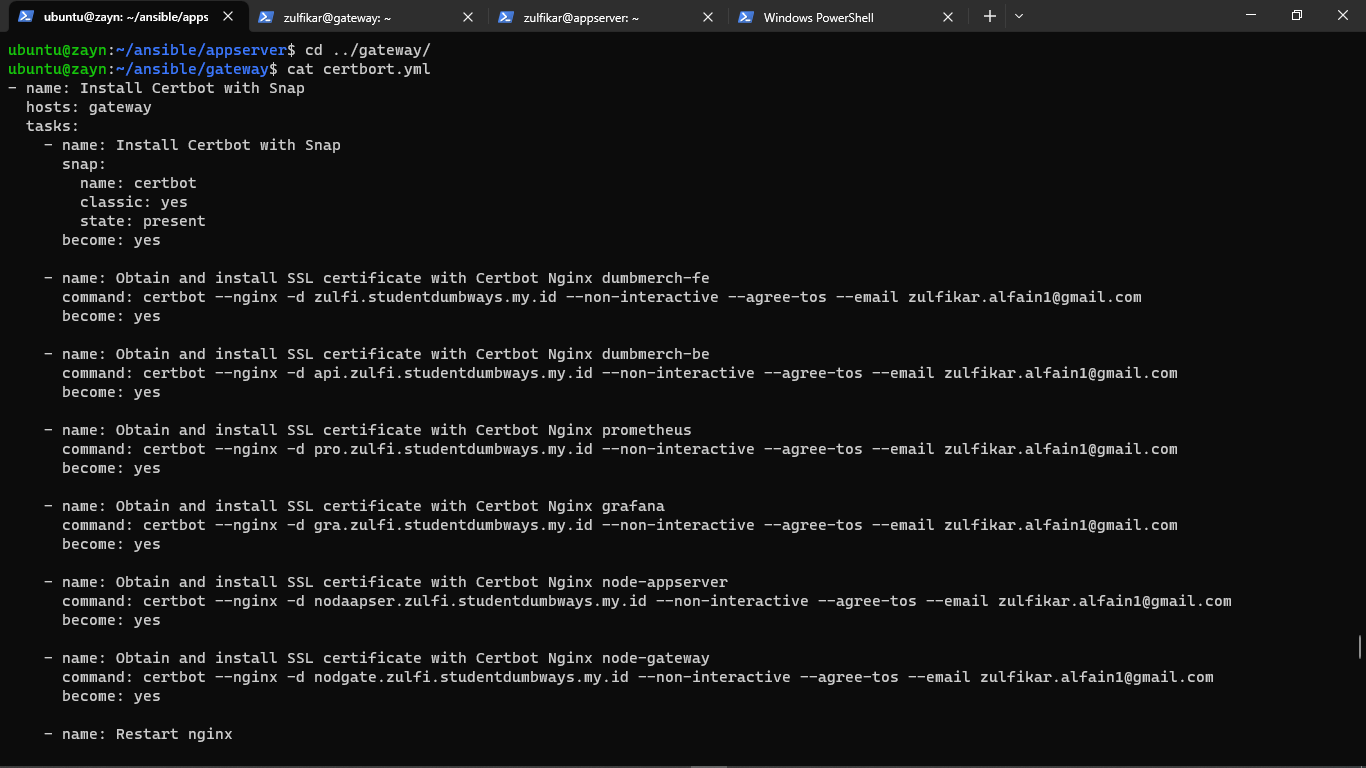 ubuntu@zayn: ~/ansible/apps
zulfikar@gateway: ~
zulfikar@appserver: ~
Windows PowerShell
ubuntu@zayn:~/ansible/appserver$ cd ../gateway/
ubuntu@zayn:~/ansible/gateway$ cat certbort.yml
- name: Install Certbot with Snap
  hosts: gateway
  tasks:
    - name: Install Certbot with Snap
      snap:
        name: certbot
        classic: yes
        state: present
      become: yes

    - name: Obtain and install SSL certificate with Certbot Nginx dumbmerch-fe
      command: certbot --nginx -d zulfi.studentdumbways.my.id --non-interactive --agree-tos --email zulfikar.alfain1@gmail.com
      become: yes

    - name: Obtain and install SSL certificate with Certbot Nginx dumbmerch-be
      command: certbot --nginx -d api.zulfi.studentdumbways.my.id --non-interactive --agree-tos --email zulfikar.alfain1@gmail.com
      become: yes

    - name: Obtain and install SSL certificate with Certbot Nginx prometheus
      command: certbot --nginx -d pro.zulfi.studentdumbways.my.id --non-interactive --agree-tos --email zulfikar.alfain1@gmail.com
      become: yes

    - name: Obtain and install SSL certificate with Certbot Nginx grafana
      command: certbot --nginx -d gra.zulfi.studentdumbways.my.id --non-interactive --agree-tos --email zulfikar.alfain1@gmail.com
      become: yes

    - name: Obtain and install SSL certificate with Certbot Nginx node-appserver
      command: certbot --nginx -d nodaapser.zulfi.studentdumbways.my.id --non-interactive --agree-tos --email zulfikar.alfain1@gmail.com
      become: yes

    - name: Obtain and install SSL certificate with Certbot Nginx node-gateway
      command: certbot --nginx -d nodgate.zulfi.studentdumbways.my.id --non-interactive --agree-tos --email zulfikar.alfain1@gmail.com
      become: yes

    - name: Restart nginx